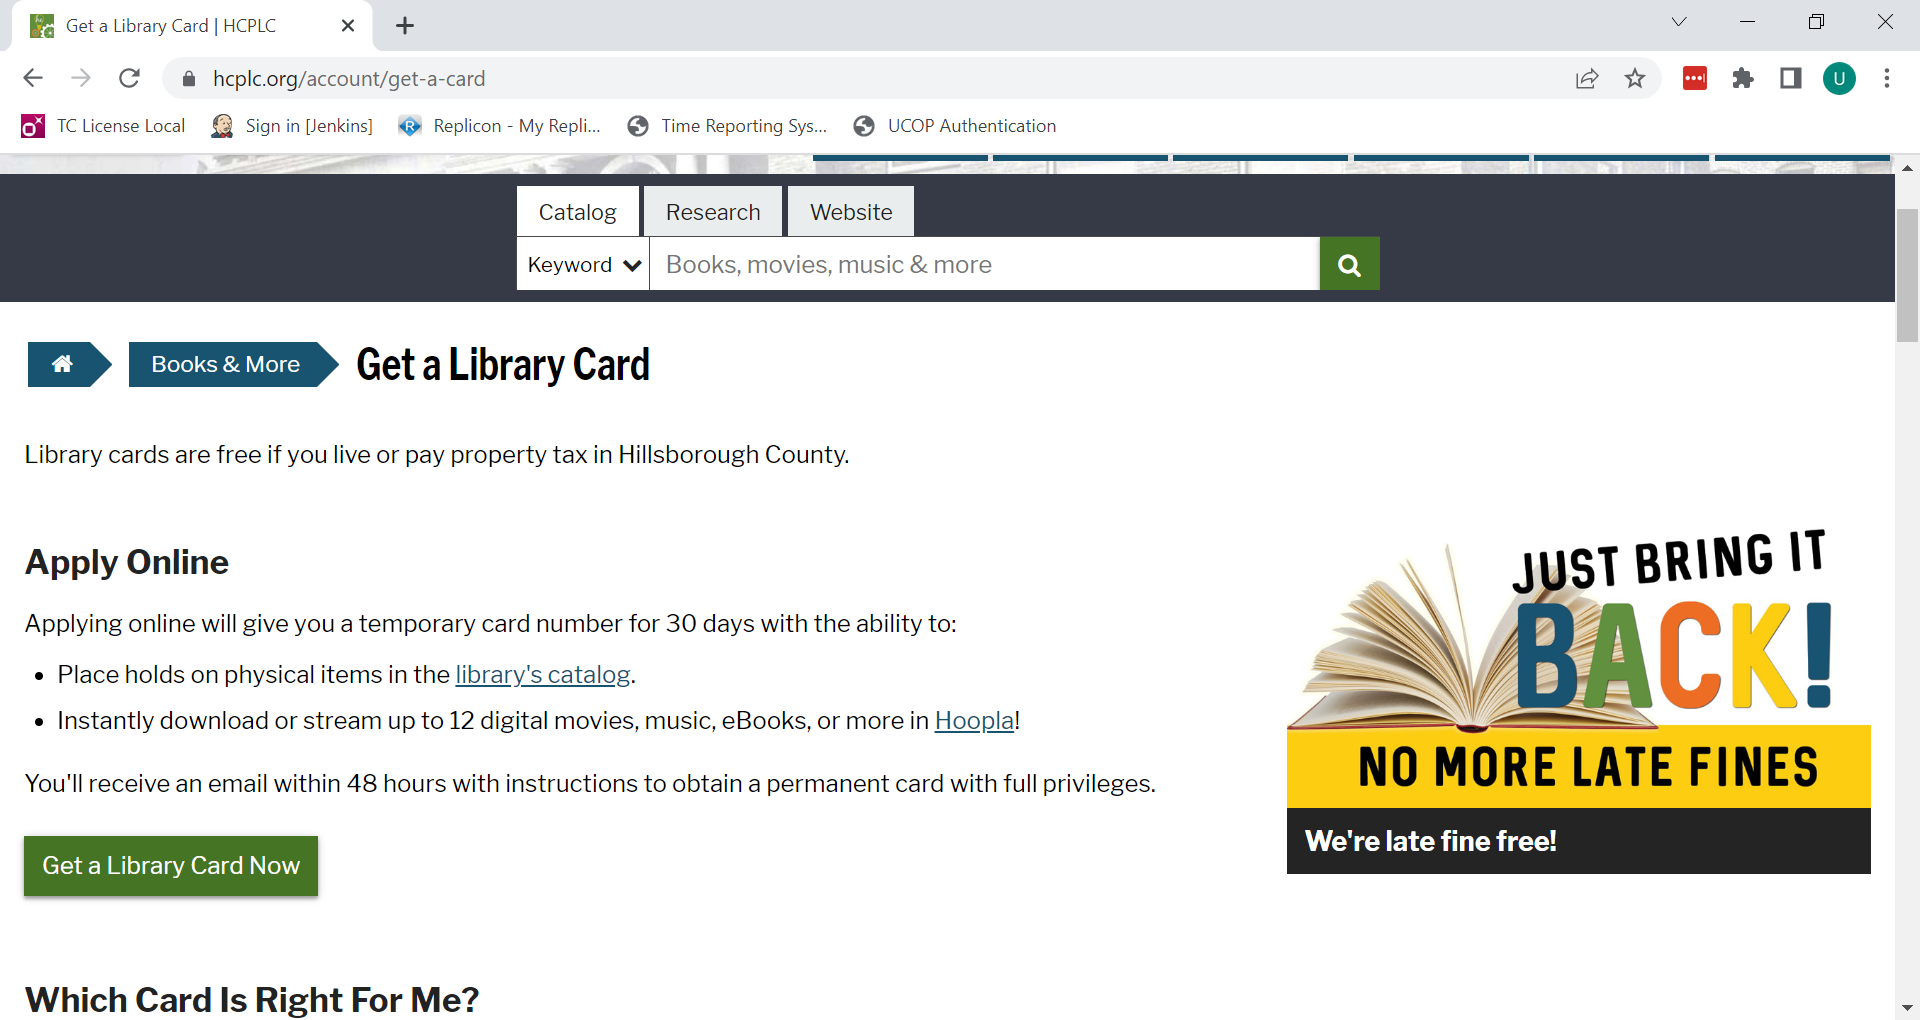 Get a Library Card | HCPLC
hcplc.org/account/get-a-card
U
TC License Local
Sign in [Jenkins]
Replicon - My Repli...
Time Reporting Sys...
UCOP Authentication
Catalog
Research
Website
Keyword
Books, movies, music & more
Books & More
Get a Library Card
Library cards are free if you live or pay property tax in Hillsborough County.
Apply Online
Applying online will give you a temporary card number for 30 days with the ability to:
• Place holds on physical items in the library's catalog.
• Instantly download or stream up to 12 digital movies, music, eBooks, or more in Hoopla!
You'll receive an email within 48 hours with instructions to obtain a permanent card with full privileges.
Get a Library Card Now
JUST BRING IT
BACK!
NO MORE LATE FINES
We're late fine free!
Which Card Is Right For Me?